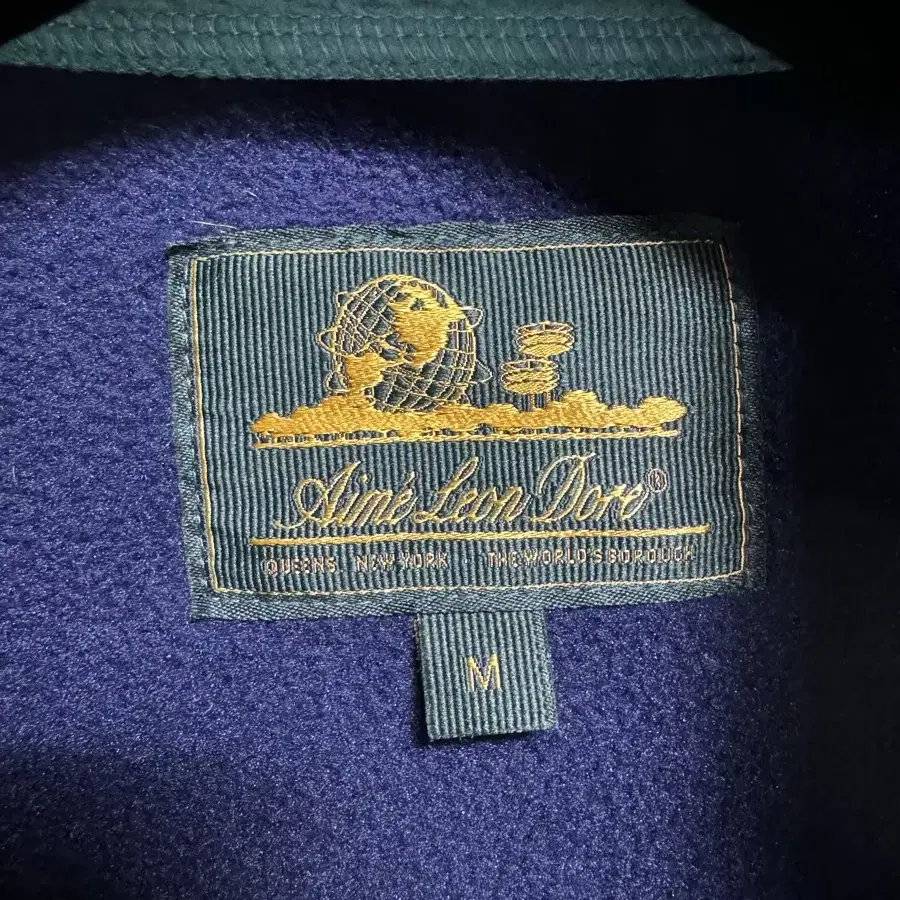 Aimé Leon Dore®
QUEENS NEW YORK · THE WORLD'S BOROUGH
M